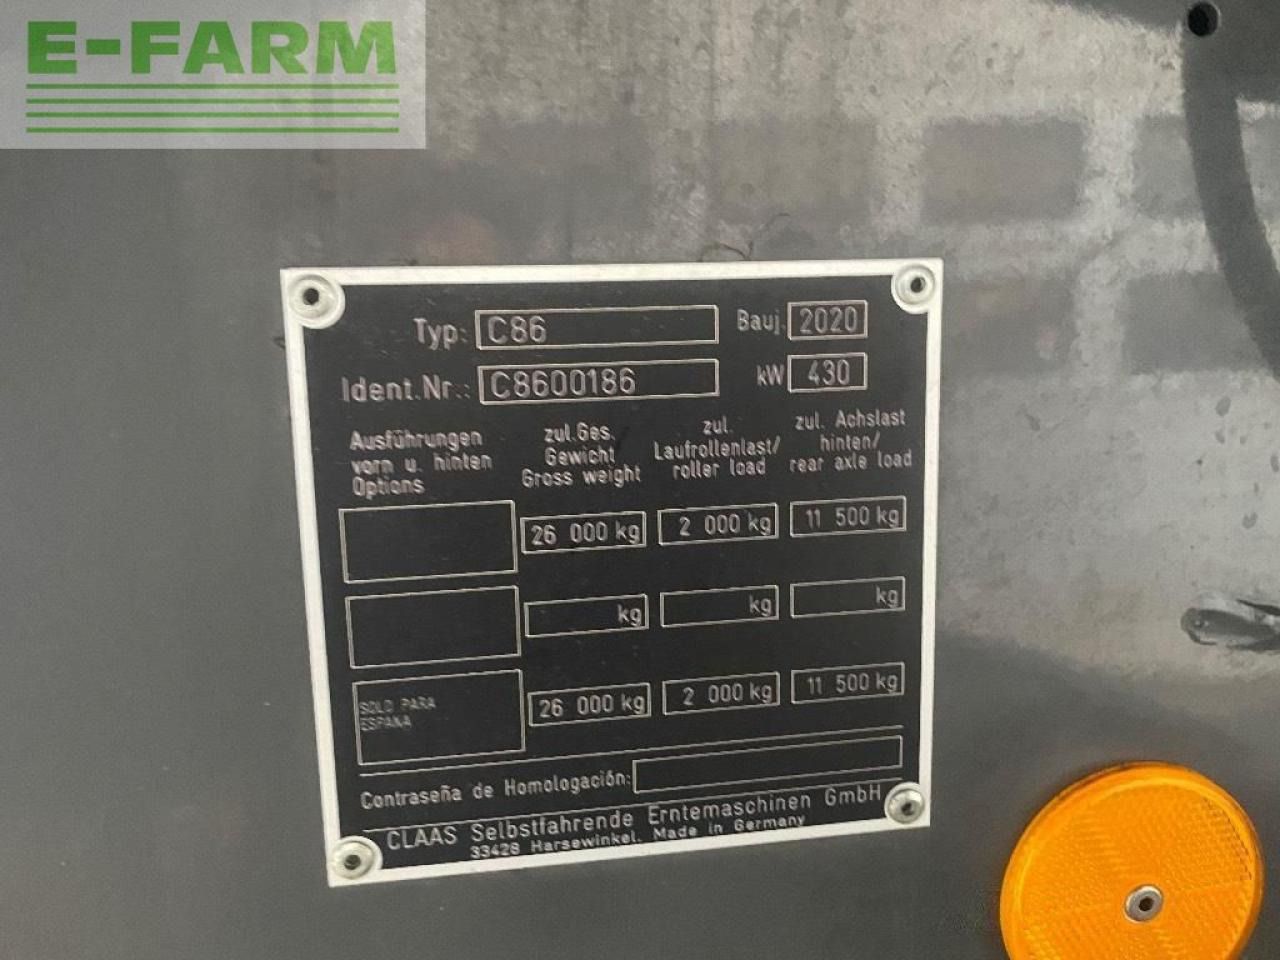 E-FARM
Typ: C86 Bauj. 2020
Ident.Nr.: C8600186 kW 430
Ausführungen vorn u. hinten Options
zul.Ges. Gewicht Gross weight
zul. Laufrollenlast/ roller load
zul. Achslast hinten/ rear axle load
26 000 kg 2 000 kg 11 500 kg
kg kg kg
SOLO PARA
ESPAÑA
26 000 kg 2 000 kg 11 500 kg
Contraseña de Homologación:
CLAAS Selbstfahrende Erntemaschinen GmbH
33428 Harsewinkel. Made in Germany